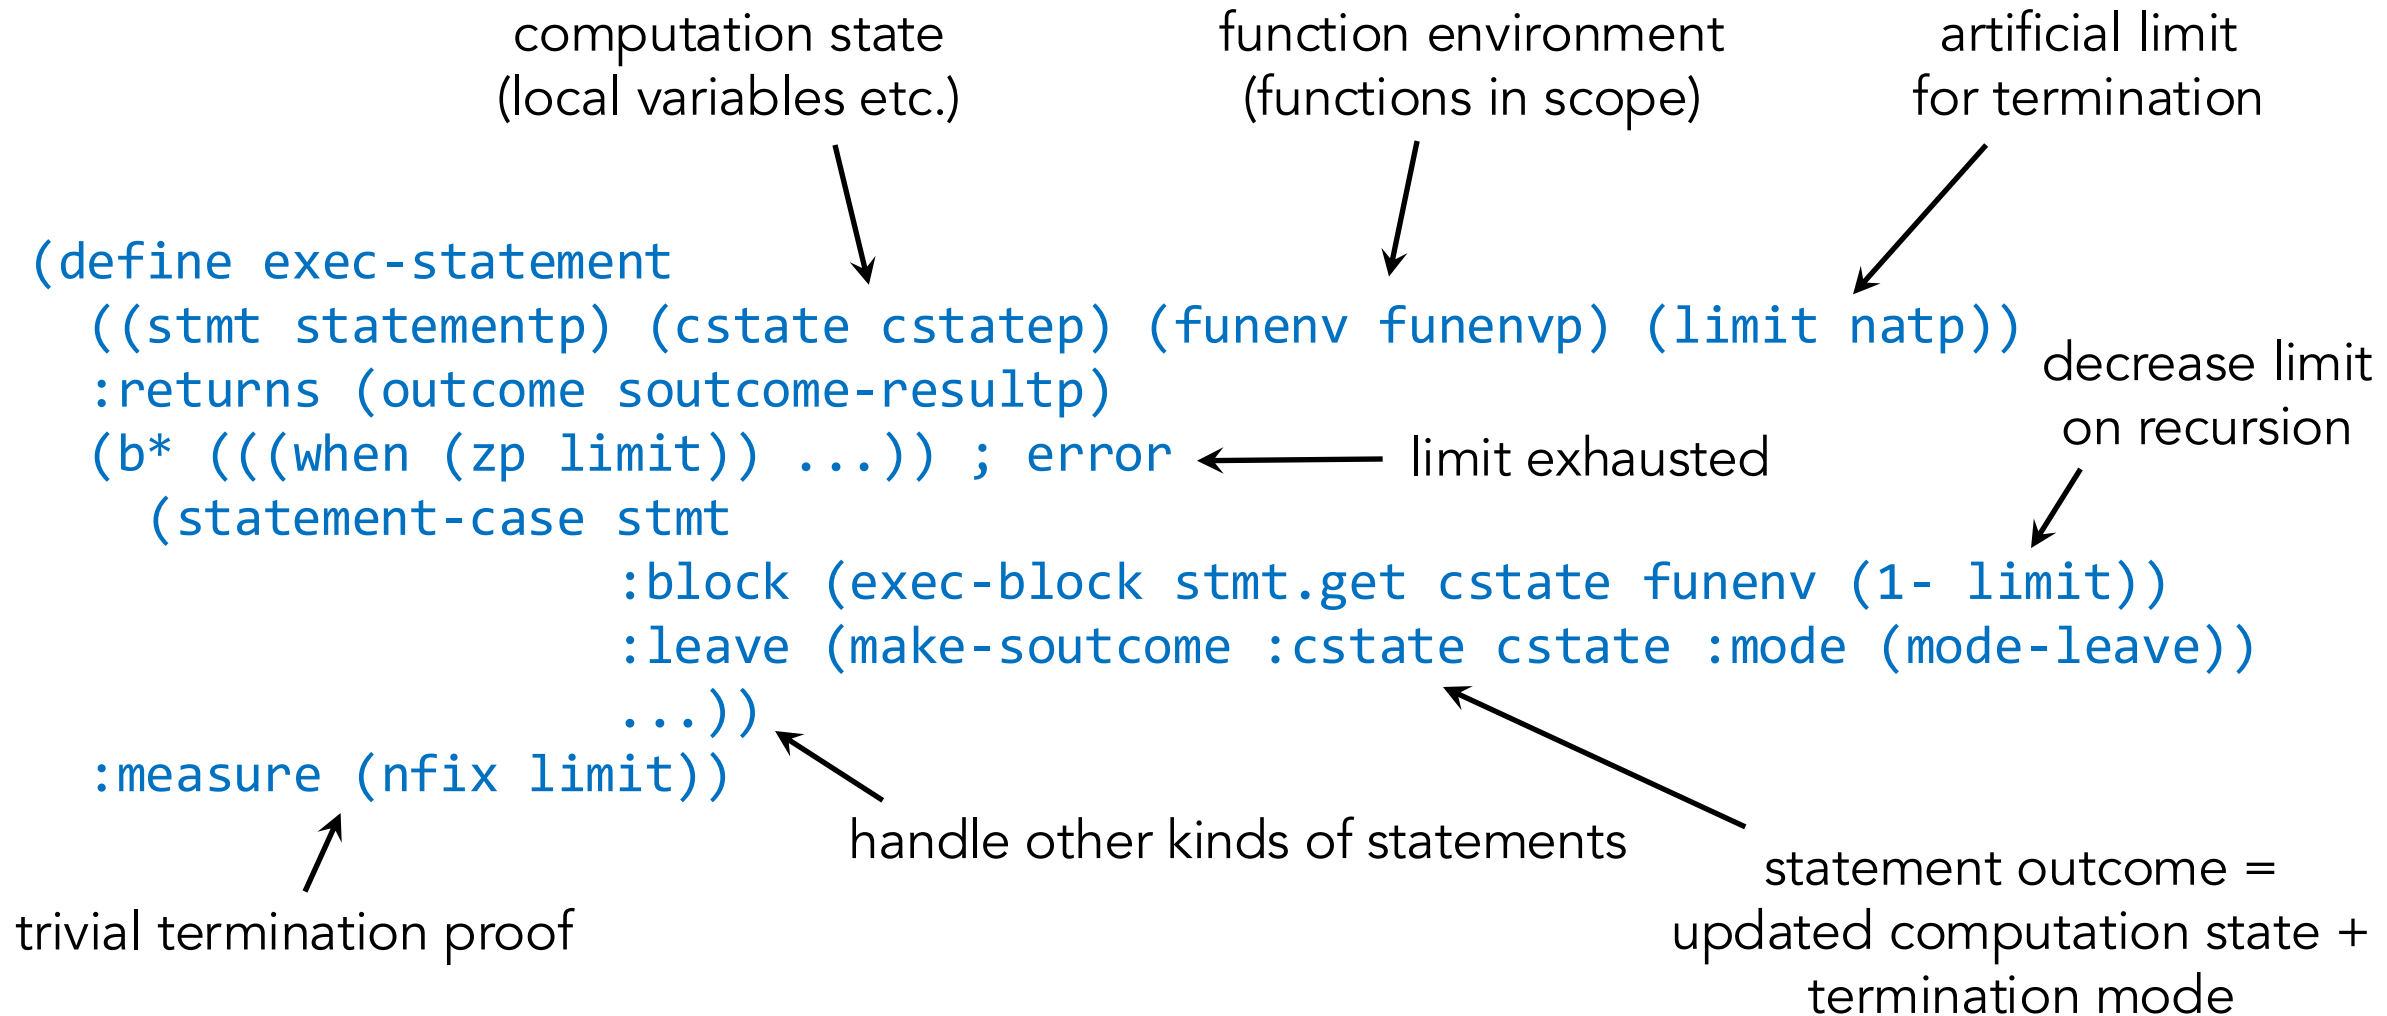 computation state
(local variables etc.)
function environment
(functions in scope)
artificial limit
for termination
(define exec-statement
((stmt statementp) (cstate cstatep) (funenv funenvp) (limit natp))
:returns (outcome soutcome-resultp)
decrease limit
on recursion
(b* (((when (zp limit)) ...)) ; error
limit exhausted
(statement-case stmt
:block (exec-block stmt.get cstate funenv (1- limit))
:leave (make-soutcome :cstate cstate :mode (mode-leave))
...))
:measure (nfix limit))
handle other kinds of statements
trivial termination proof
statement outcome =
updated computation state +
termination mode